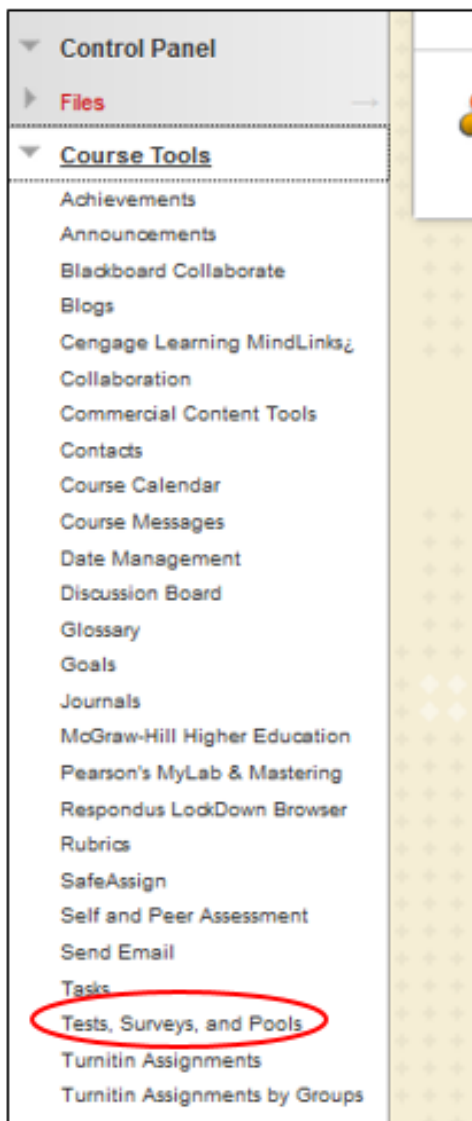 Control Panel
Files
Course Tools
Achievements
Announcements
Blackboard Collaborate
Blogs
Cengage Learning MindLinks¿
Collaboration
Commercial Content Tools
Contacts
Course Calendar
Course Messages
Date Management
Discussion Board
Glossary
Goals
Journals
McGraw-Hill Higher Education
Pearson's MyLab & Mastering
Respondus LockDown Browser
Rubrics
SafeAssign
Self and Peer Assessment
Send Email
Tasks
Tests, Surveys, and Pools
Turnitin Assignments
Turnitin Assignments by Groups